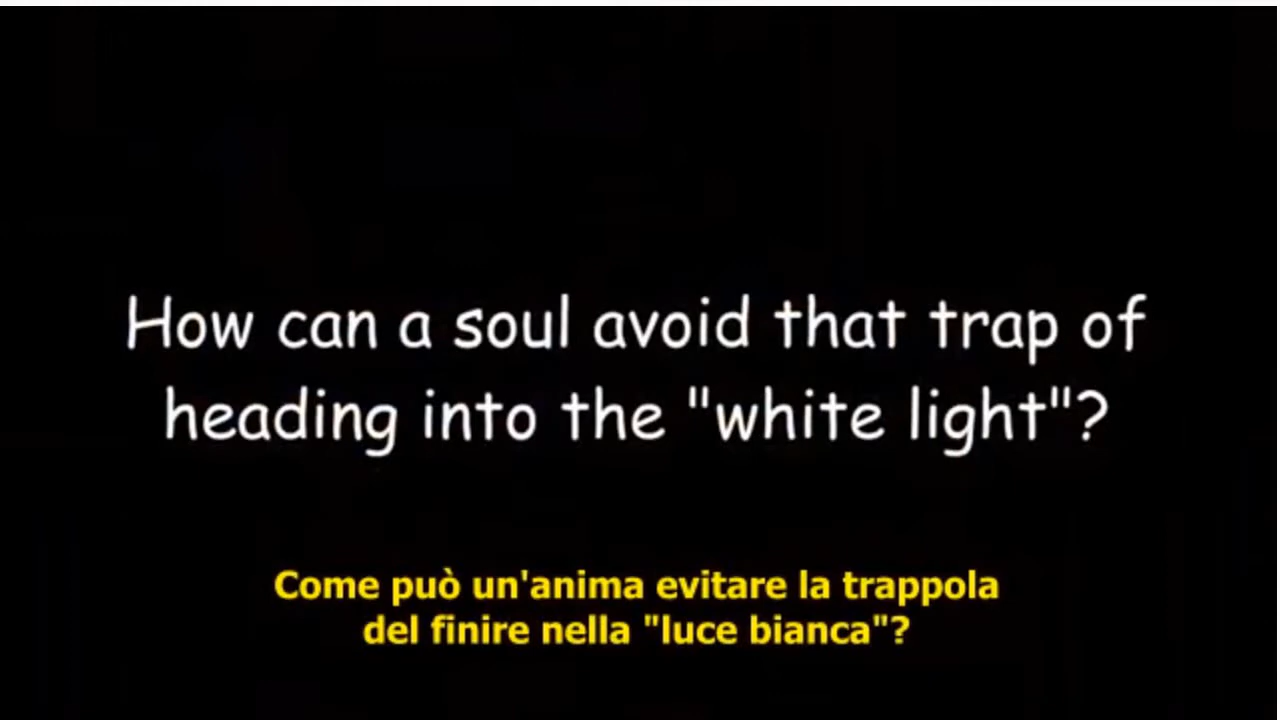 How can a soul avoid that trap of
heading into the "white light"?
Come può un'anima evitare la trappola
del finire nella "luce bianca"?